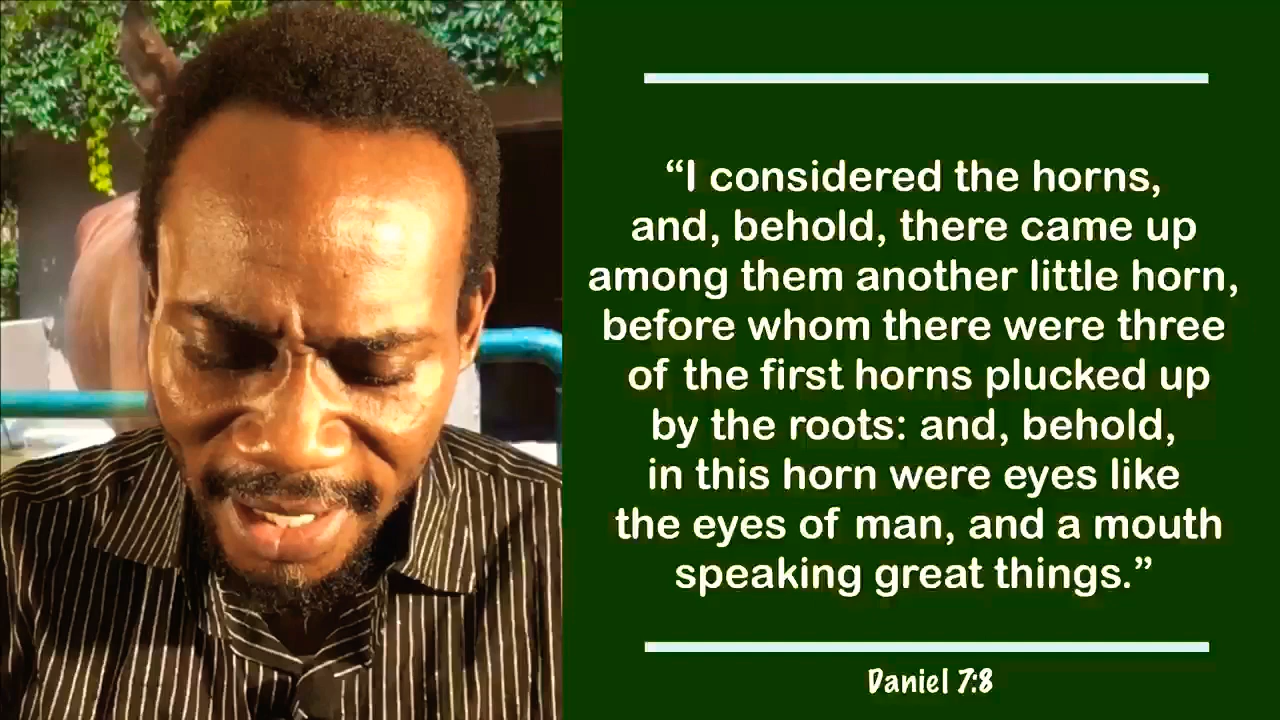 “I considered the horns,
and, behold, there came up
among them another little horn,
before whom there were three
of the first horns plucked up
by the roots: and, behold,
in this horn were eyes like
the eyes of man, and a mouth
speaking great things.”
Daniel 7:8